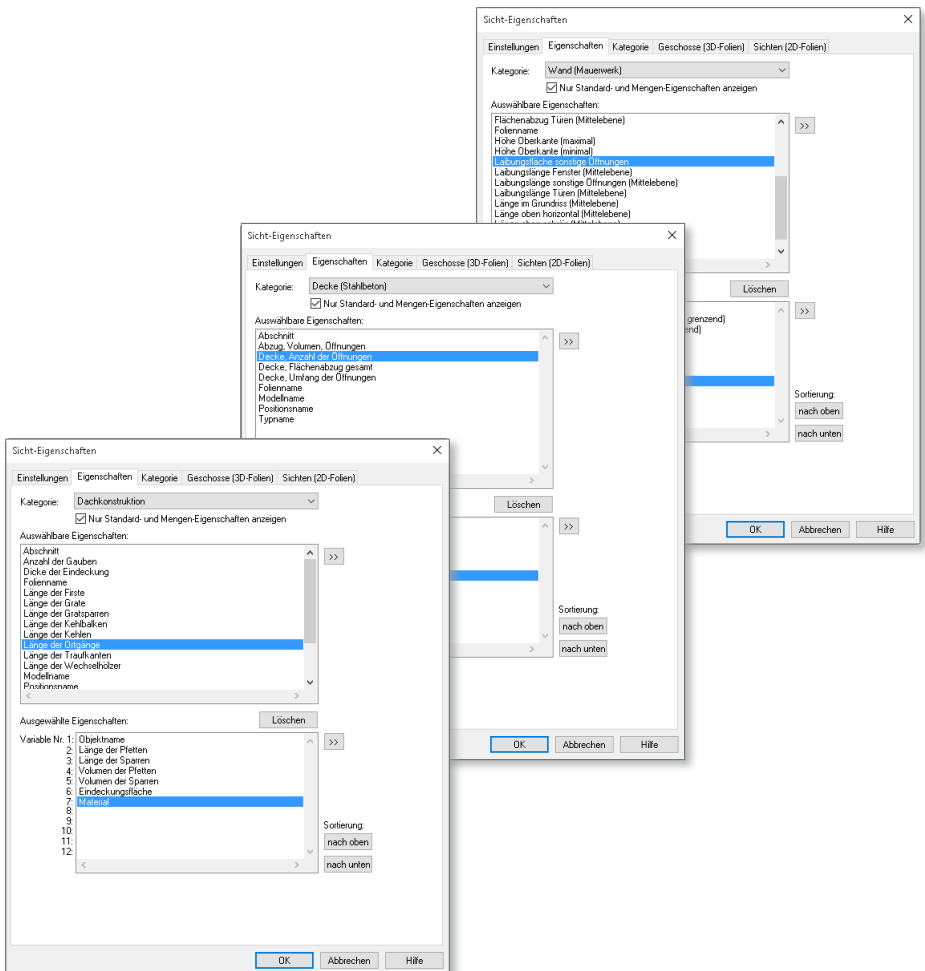 Sicht-Eigenschaften
Einstellungen Eigenschaften Kategorie Geschosse (3D-Folien) Sichten (2D-Folien)
Kategorie: Wand (Mauerwerk)
Nur Standard- und Mengen-Eigenschaften anzeigen
Auswählbare Eigenschaften:
Flächenabzug Türen (Mittelebene)
Folienname
Höhe Oberkante (maximal)
Höhe Oberkante (minimal)
Laibungsfläche sonstige Öffnungen
Laibungslänge Fenster (Mittelebene)
Laibungslänge sonstige Öffnungen (Mittelebene)
Laibungslänge Türen (Mittelebene)
Länge im Grundriss (Mittelebene)
Länge oben horizontal (Mittelebene)
>>
Löschen
grenzend)
end)
>>
Sortierung:
nach oben
nach unten
OK Abbrechen Hilfe
Sicht-Eigenschaften
Einstellungen Eigenschaften Kategorie Geschosse (3D-Folien) Sichten (2D-Folien)
Kategorie: Decke (Stahlbeton)
Nur Standard- und Mengen-Eigenschaften anzeigen
Auswählbare Eigenschaften:
Abschnitt
Abzug, Volumen, Öffnungen
Decke, Anzahl der Öffnungen
Decke, Flächenabzug gesamt
Decke, Umfang der Öffnungen
Folienname
Modellname
Positionsname
Typname
>>
Löschen
>>
Sortierung:
nach oben
nach unten
OK Abbrechen Hilfe
Sicht-Eigenschaften
Einstellungen Eigenschaften Kategorie Geschosse (3D-Folien) Sichten (2D-Folien)
Kategorie: Dachkonstruktion
Nur Standard- und Mengen-Eigenschaften anzeigen
Auswählbare Eigenschaften:
Abschnitt
Anzahl der Gauben
Dicke der Eindeckung
Folienname
Länge der Firste
Länge der Grate
Länge der Gratsparren
Länge der Kehlbalken
Länge der Kehlen
Länge der Ortgänge
Länge der Traufkanten
Länge der Wechselhölzer
Modellname
Positionsname
>>
Ausgewählte Eigenschaften: Löschen
Variable Nr. 1: Objektname
2: Länge der Pfetten
3: Länge der Sparren
4: Volumen der Pfetten
5: Volumen der Sparren
6: Eindeckungsfläche
7: Material
8:
9:
10:
11:
12:
>>
Sortierung:
nach oben
nach unten
OK Abbrechen Hilfe